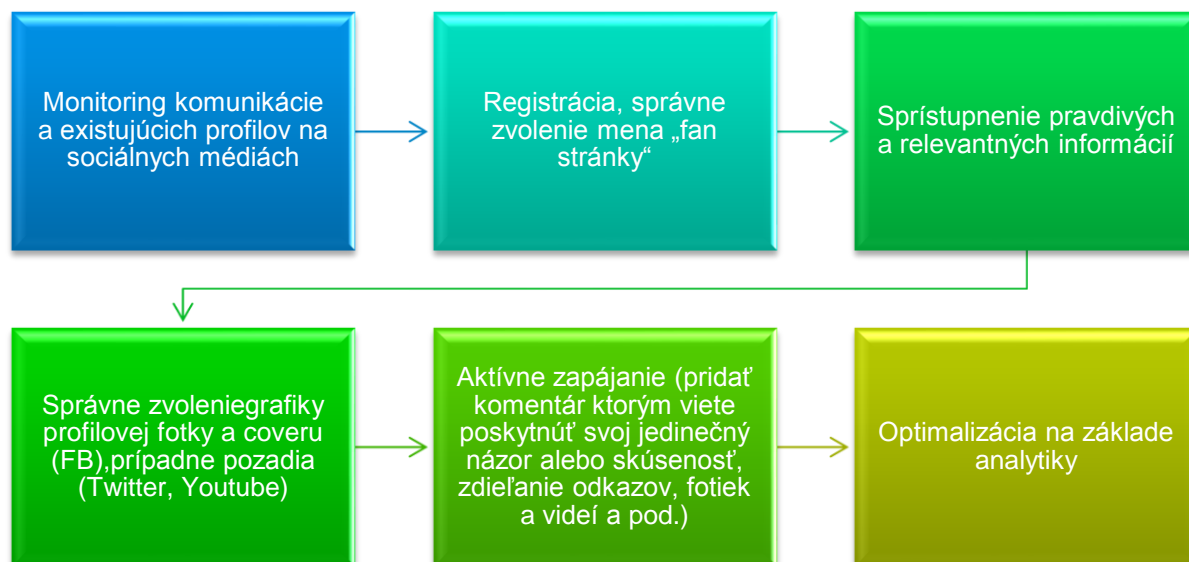 Monitoring komunikácie
a existujúcich profilov na
sociálnych médiách
Registrácia, správne
zvolenie mena „fan
stránky“
Sprístupnenie pravdivých
a relevantných informácií
Správne zvoleniegrafiky
profilovej fotky a coveru
(FB),prípadne pozadia
(Twitter, Youtube)
Aktívne zapájanie (pridať
komentár ktorým viete
poskytnúť svoj jedinečný
názor alebo skúsenosť,
zdieľanie odkazov, fotiek
a videí a pod.)
Optimalizácia na základe
analytiky